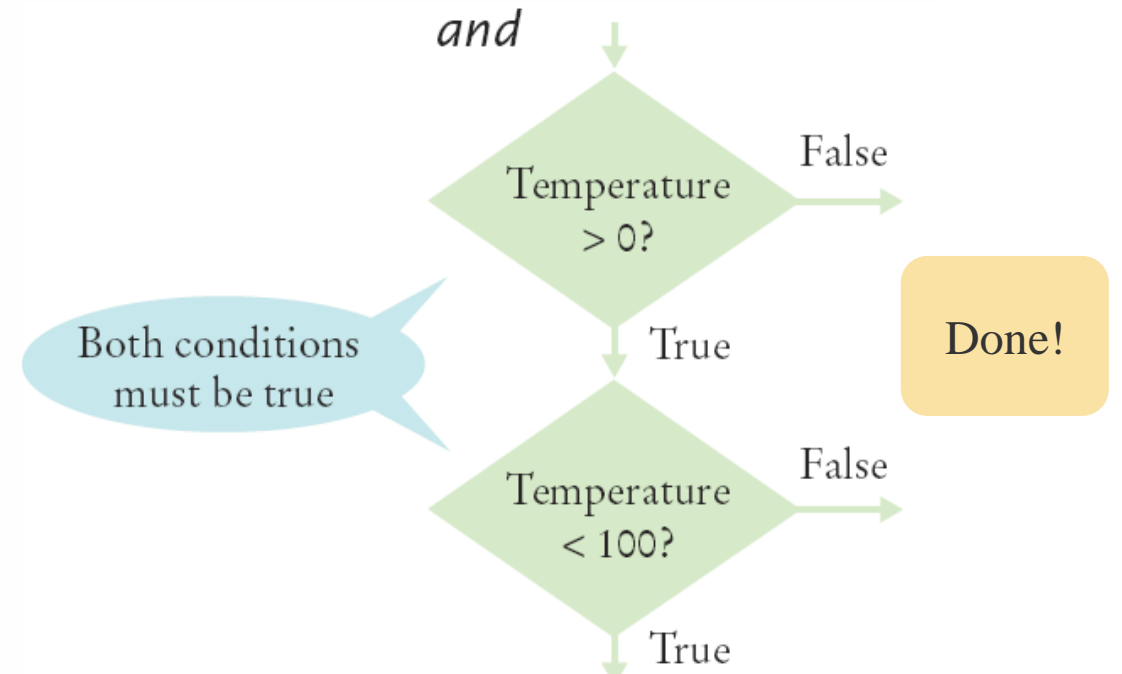 and
False
Temperature
> 0?
Both conditions
must be true
True
Done!
False
Temperature
< 100?
True